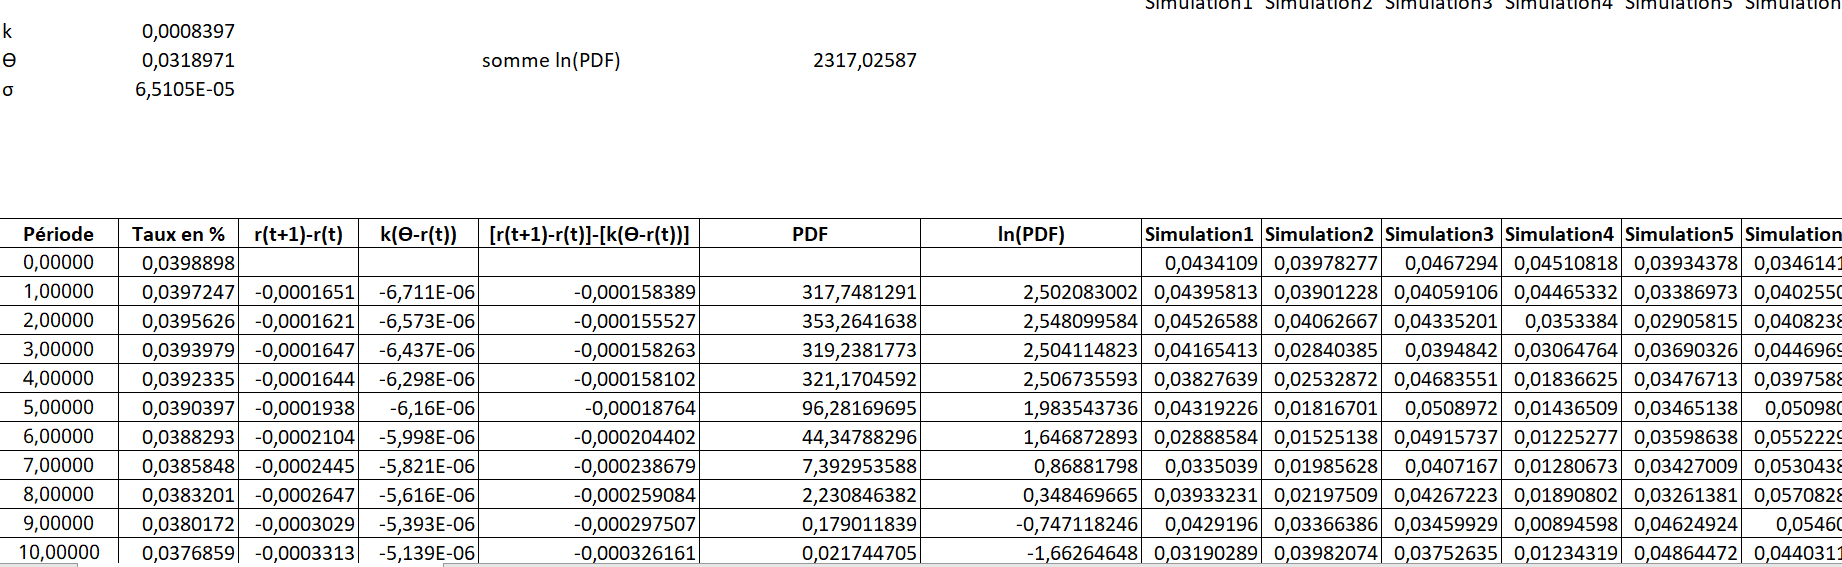 Simulation1 Simulation2 Simulation3 Simulation4 Simulation5 Simulation
k 0,0008397
Ɵ 0,0318971 somme ln(PDF) 2317,02587
σ 6,5105E-05
Période Taux en % r(t+1)-r(t) k(Ɵ-r(t)) [r(t+1)-r(t)]-[k(Ɵ-r(t))] PDF ln(PDF) Simulation1 Simulation2 Simulation3 Simulation4 Simulation5 Simulation
0,00000 0,0398898 0,0434109 0,03978277 0,0467294 0,04510818 0,03934378 0,0346141
1,00000 0,0397247 -0,0001651 -6,711E-06 -0,000158389 317,7481291 2,502083002 0,04395813 0,03901228 0,04059106 0,04465332 0,03386973 0,0402550
2,00000 0,0395626 -0,0001621 -6,573E-06 -0,000155527 353,2641638 2,548099584 0,04526588 0,04062667 0,04335201 0,0353384 0,02905815 0,0408238
3,00000 0,0393979 -0,0001647 -6,437E-06 -0,000158263 319,2381773 2,504114823 0,04165413 0,02840385 0,0394842 0,03064764 0,03690326 0,0446969
4,00000 0,0392335 -0,0001644 -6,298E-06 -0,000158102 321,1704592 2,506735593 0,03827639 0,02532872 0,04683551 0,01836625 0,03476713 0,0397588
5,00000 0,0390397 -0,0001938 -6,16E-06 -0,00018764 96,28169695 1,983543736 0,04319226 0,01816701 0,0508972 0,01436509 0,03465138 0,050980
6,00000 0,0388293 -0,0002104 -5,998E-06 -0,000204402 44,34788296 1,646872893 0,02888584 0,01525138 0,04915737 0,01225277 0,03598638 0,0552229
7,00000 0,0385848 -0,0002445 -5,821E-06 -0,000238679 7,392953588 0,86881798 0,0335039 0,01985628 0,0407167 0,01280673 0,03427009 0,0530438
8,00000 0,0383201 -0,0002647 -5,616E-06 -0,000259084 2,230846382 0,348469665 0,03933231 0,02197509 0,04267223 0,01890802 0,03261381 0,0570828
9,00000 0,0380172 -0,0003029 -5,393E-06 -0,000297507 0,179011839 -0,747118246 0,0429196 0,03366386 0,03459929 0,00894598 0,04624924 0,0546
10,00000 0,0376859 -0,0003313 -5,139E-06 -0,000326161 0,021744705 -1,66264648 0,03190289 0,03982074 0,03752635 0,01234319 0,04864472 0,0440311